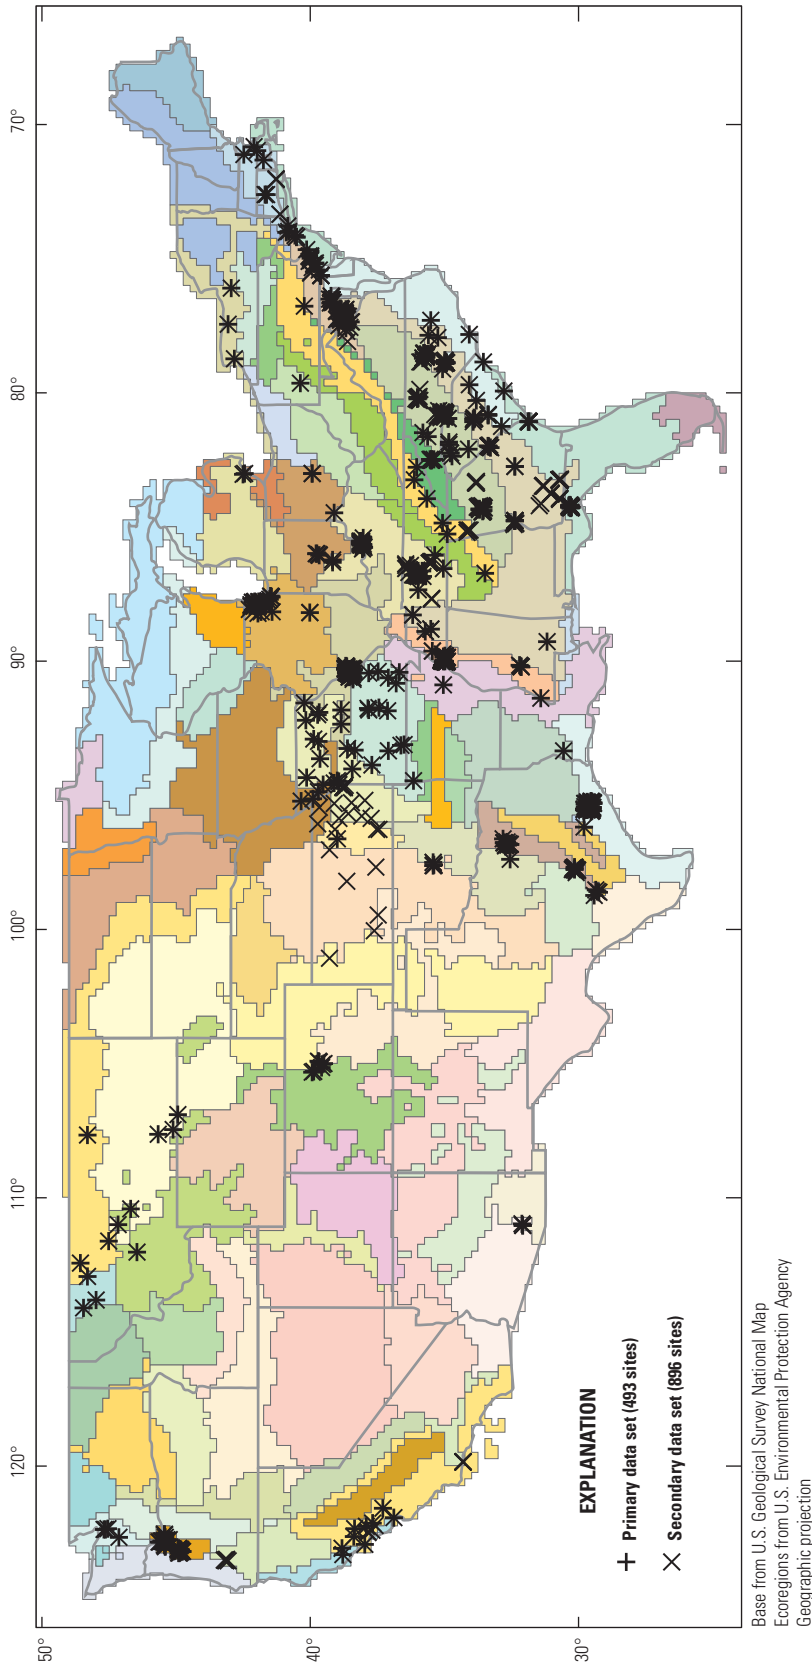 120°
110°
100°
90°
80°
70°
50°
40°
30°
EXPLANATION
Primary data set (493 sites)
Secondary data set (896 sites)
Base from U.S. Geological Survey National Map
Ecoregions from U.S. Environmental Protection Agency
Geographic projection